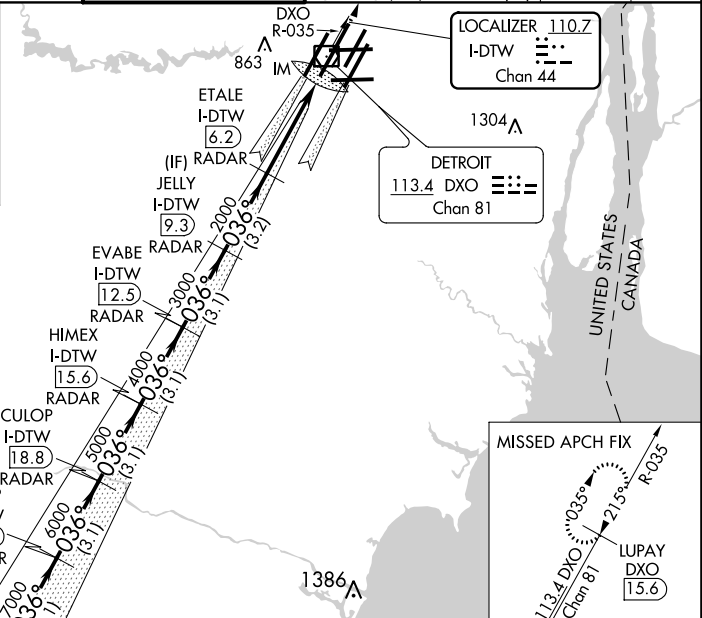 DXO
R-035
863
IM
LOCALIZER 110.7
I-DTW
Chan 44
1304
DETROIT
113.4 DXO
Chan 81
ETALE
I-DTW
6.2
RADAR
(IF)
JELLY
I-DTW
9.3
RADAR
2000
036°
(3.2)
EVABE
I-DTW
12.5
RADAR
3000
036°
(3.1)
HIMEX
I-DTW
15.6
RADAR
4000
036°
(3.1)
CULOP
I-DTW
18.8
RADAR
5000
036°
(3.1)
6000
036°
(3.1)
7000
036°
UNITED STATES
CANADA
1386
MISSED APCH FIX
R-035
035°
215°
113.4 DXO
Chan 81
LUPAY
DXO
15.6